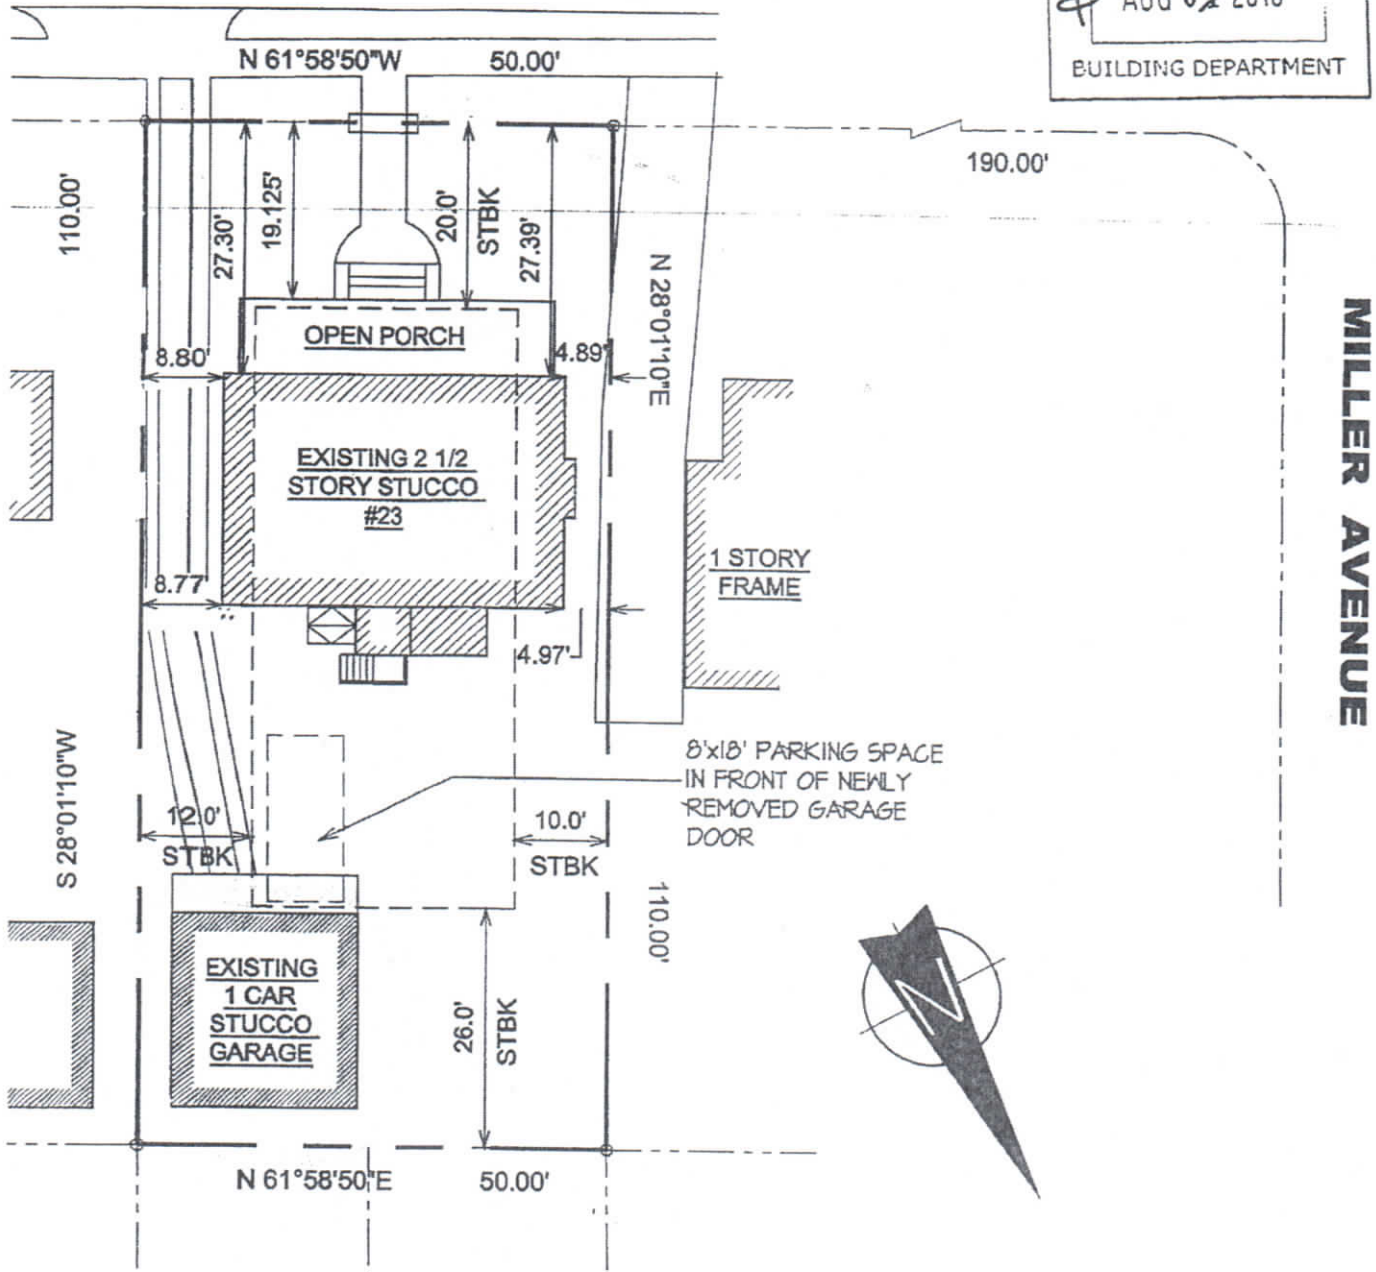 AUG 2016
BUILDING DEPARTMENT
N 61°58'50"W
50.00'
190.00'
110.00'
27.30'
19.125'
20.0'
STBK
27.39'
N 28°01'10"E
OPEN PORCH
8.80'
4.89'
EXISTING 2 1/2
STORY STUCCO
#23
1 STORY
FRAME
MILLER AVENUE
8.77'
4.97'
8'x18' PARKING SPACE
IN FRONT OF NEWLY
REMOVED GARAGE
DOOR
S 28°01'10"W
12.0'
STBK
10.0'
STBK
110.00'
EXISTING
1 CAR
STUCCO
GARAGE
26.0'
STBK
N
N 61°58'50"E
50.00'